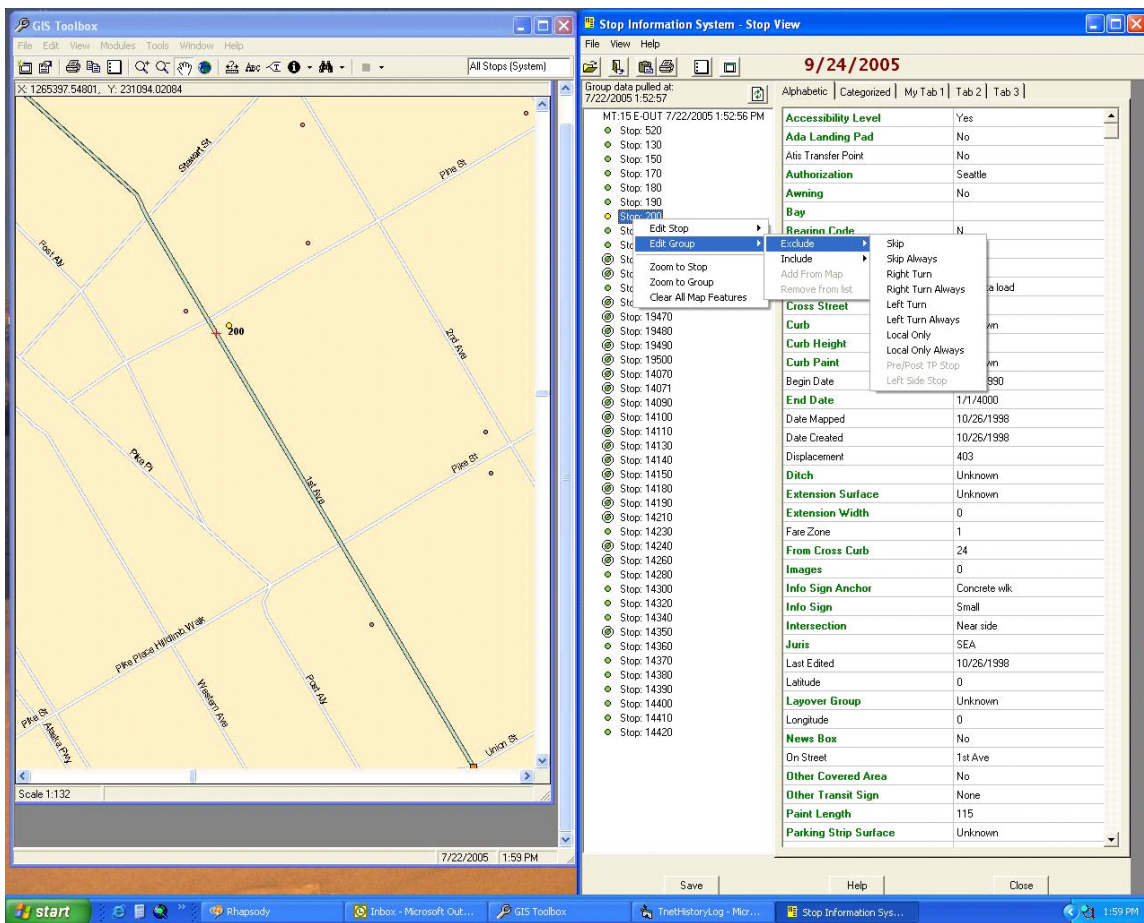 GIS Toolbox
File Edit View Modules Tools Window Help
All Stops (System)
X: 1265397.54801, Y: 231094.02084
Stewart St
Pine St
Post Aly
200
2nd Ave
Pike Pl
Pike St
1st Ave
Pike Place Hillclimb Walk
Western Ave
Post Aly
Pike St
Alaska Pwy
Union St
Scale 1:132
7/22/2005 1:59 PM
Stop Information System - Stop View
File View Help
9/24/2005
Group data pulled at:
7/22/2005 1:52:57
MT:15 E-OUT 7/22/2005 1:52:56 PM
Stop: 520
Stop: 130
Stop: 150
Stop: 170
Stop: 180
Stop: 190
Stop: 200
Stop: 19470
Stop: 19480
Stop: 19490
Stop: 19500
Stop: 14070
Stop: 14071
Stop: 14090
Stop: 14100
Stop: 14110
Stop: 14130
Stop: 14140
Stop: 14150
Stop: 14180
Stop: 14190
Stop: 14210
Stop: 14230
Stop: 14240
Stop: 14260
Stop: 14280
Stop: 14300
Stop: 14320
Stop: 14340
Stop: 14350
Stop: 14360
Stop: 14370
Stop: 14380
Stop: 14390
Stop: 14400
Stop: 14410
Stop: 14420
Edit Stop
Edit Group
Zoom to Stop
Zoom to Group
Clear All Map Features
Exclude
Include
Add From Map
Remove from list
Skip
Skip Always
Right Turn
Right Turn Always
Left Turn
Left Turn Always
Local Only
Local Only Always
Pre/Post TP Stop
Left Side Stop
Alphabetic Categorized My Tab 1 Tab 2 Tab 3
Accessibility Level Yes
Ada Landing Pad No
Atis Transfer Point No
Authorization Seattle
Awning No
Bay
Bearing Code N
a load
Cross Street
Curb
Curb Height
Curb Paint
Begin Date
End Date 1/1/4000
Date Mapped 10/26/1998
Date Created 10/26/1998
Displacement 403
Ditch Unknown
Extension Surface Unknown
Extension Width 0
Fare Zone 1
From Cross Curb 24
Images 0
Info Sign Anchor Concrete wlk
Info Sign Small
Intersection Near side
Juris SEA
Last Edited 10/26/1998
Latitude 0
Layover Group Unknown
Longitude 0
News Box No
On Street 1st Ave
Other Covered Area No
Other Transit Sign None
Paint Length 115
Parking Strip Surface Unknown
Save Help Close
start Rhapsody Inbox - Microsoft Out... GIS Toolbox TnetHistoryLog - Micr... Stop Information Sys... 1:59 PM